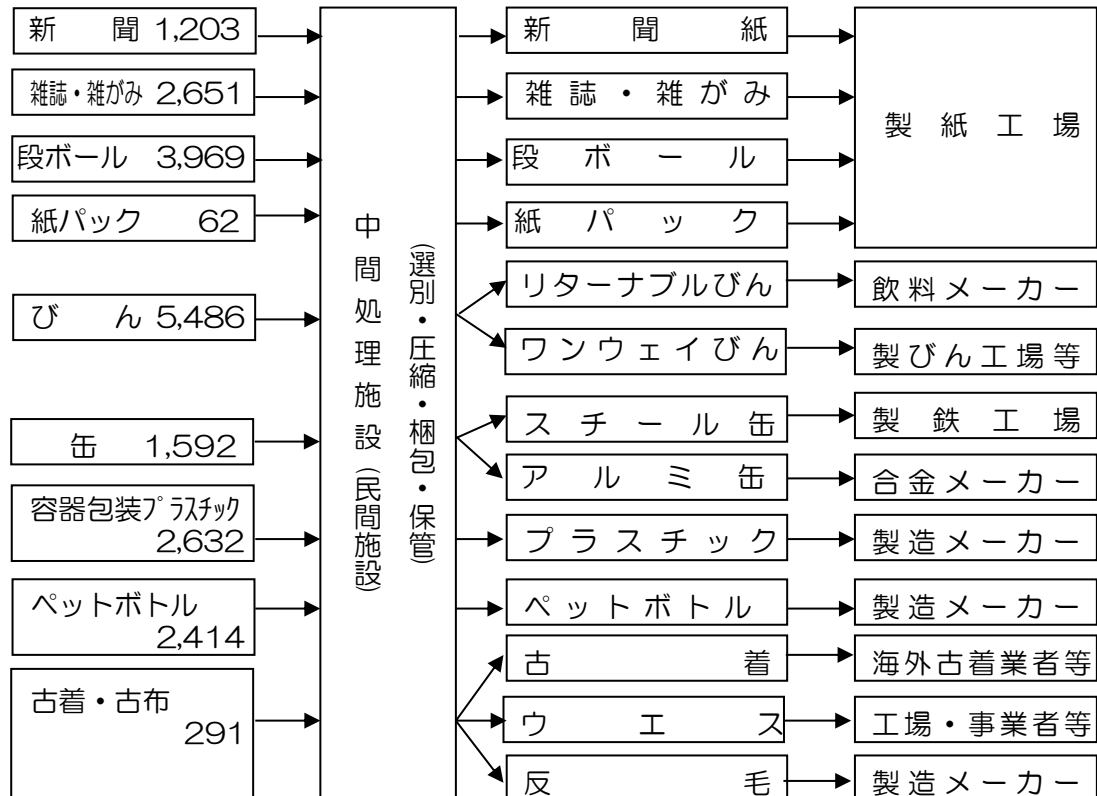 新聞 1,203
雑誌・雑がみ 2,651
段ボール 3,969
紙パック 62
びん 5,486
缶 1,592
容器包装プラスチック
2,632
ペットボトル
2,414
古着・古布
291
中間処理施設(民間施設)
(選別・圧縮・梱包・保管)
新聞紙
雑誌・雑がみ
段ボール
紙パック
リターナブルびん
ワンウェイびん
スチール缶
アルミ缶
プラスチック
ペットボトル
古着
ウエス
反毛
製紙工場
飲料メーカー
製びん工場等
製鉄工場
合金メーカー
製造メーカー
製造メーカー
海外古着業者等
工場・事業者等
製造メーカー